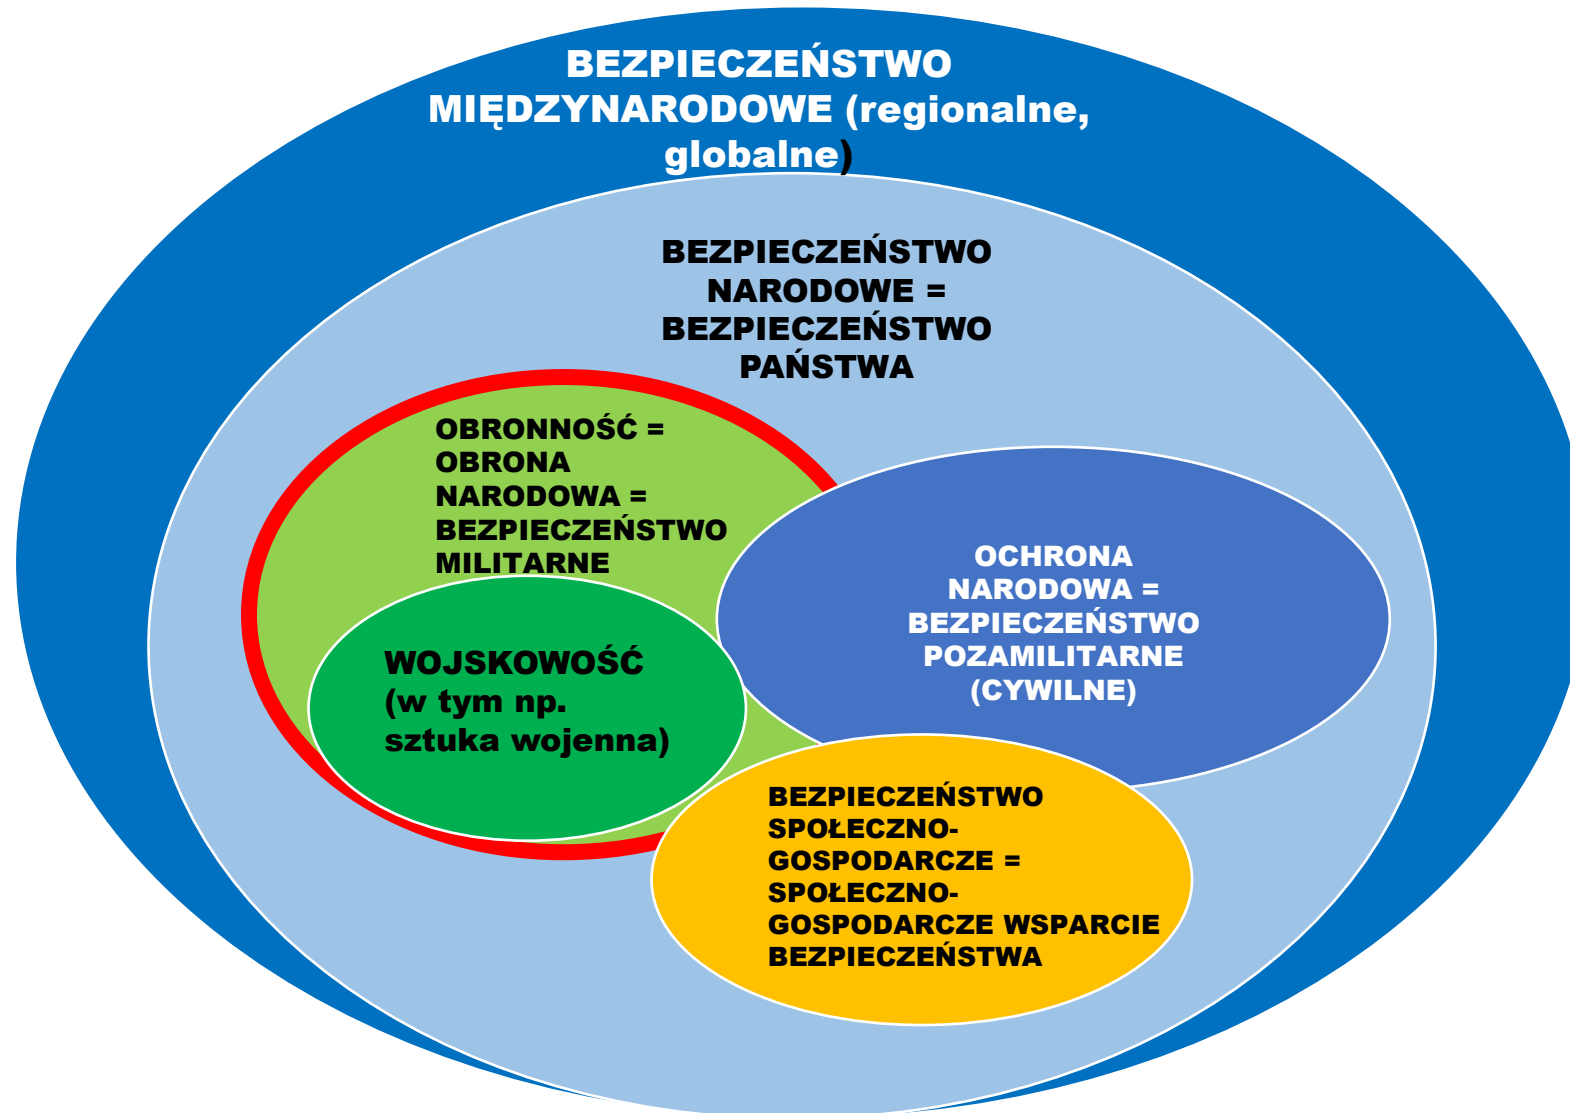 BEZPIECZEŃSTWO
MIĘDZYNARODOWE (regionalne,
globalne)
BEZPIECZEŃSTWO
NARODOWE =
BEZPIECZEŃSTWO
PAŃSTWA
OBRONNOŚĆ =
OBRONA
NARODOWA =
BEZPIECZEŃSTWO
MILITARNE
OCHRONA
NARODOWA =
BEZPIECZEŃSTWO
POZAMILITARNE
(CYWILNE)
WOJSKOWOŚĆ
(w tym np.
sztuka wojenna)
BEZPIECZEŃSTWO
SPOŁECZNO-
GOSPODARCZE =
SPOŁECZNO-
GOSPODARCZE WSPARCIE
BEZPIECZEŃSTWA